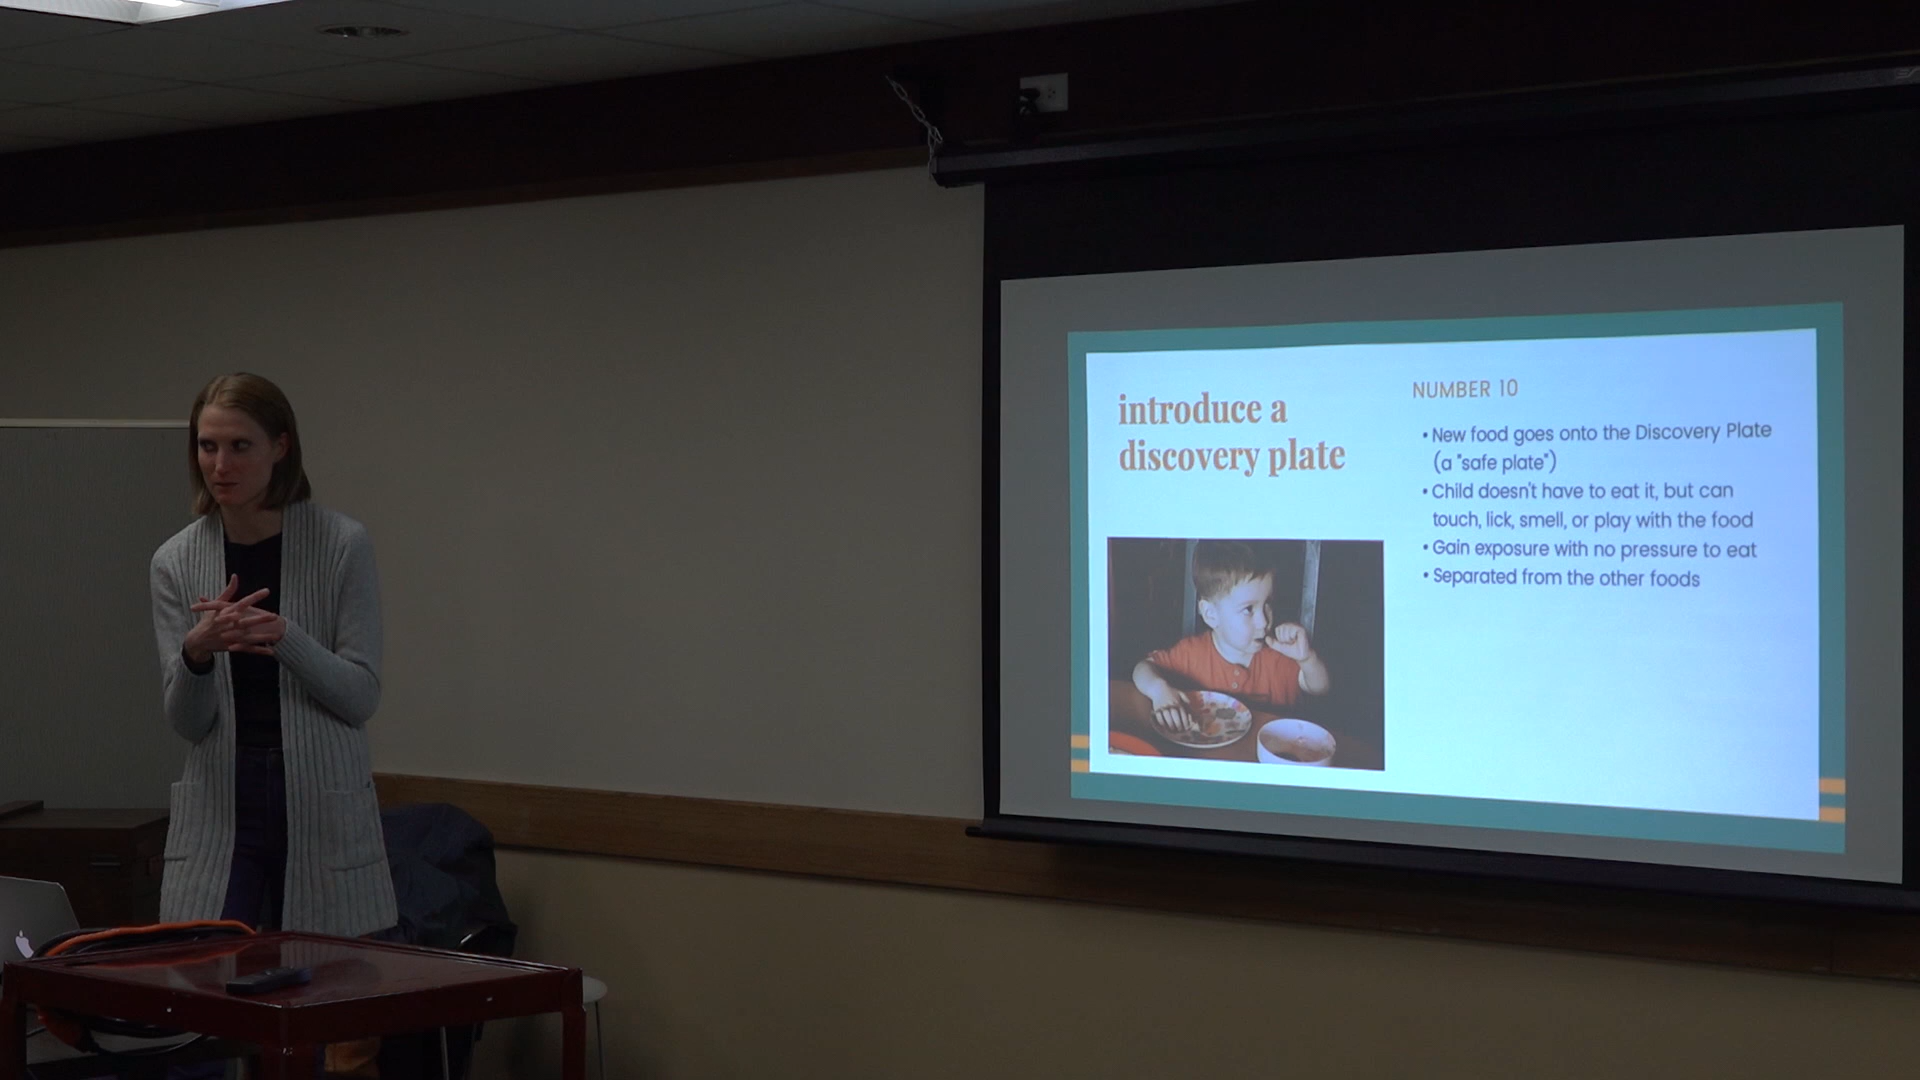 introduce a
discovery plate
NUMBER 10
• New food goes onto the Discovery Plate
(a "safe plate")
• Child doesn't have to eat it, but can
touch, lick, smell, or play with the food
• Gain exposure with no pressure to eat
• Separated from the other foods